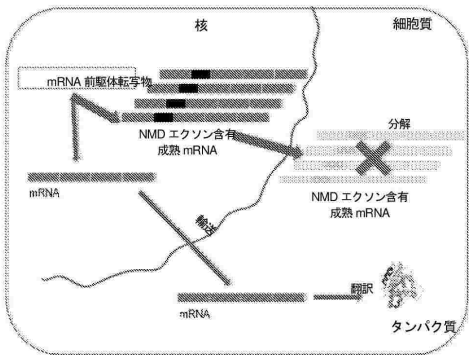 核
細胞質
mRNA 前駆体転写物
NMD エクソン含有
成熟 mRNA
分解
mRNA
NMD エクソン含有
成熟 mRNA
輸送
翻訳
mRNA
タンパク質